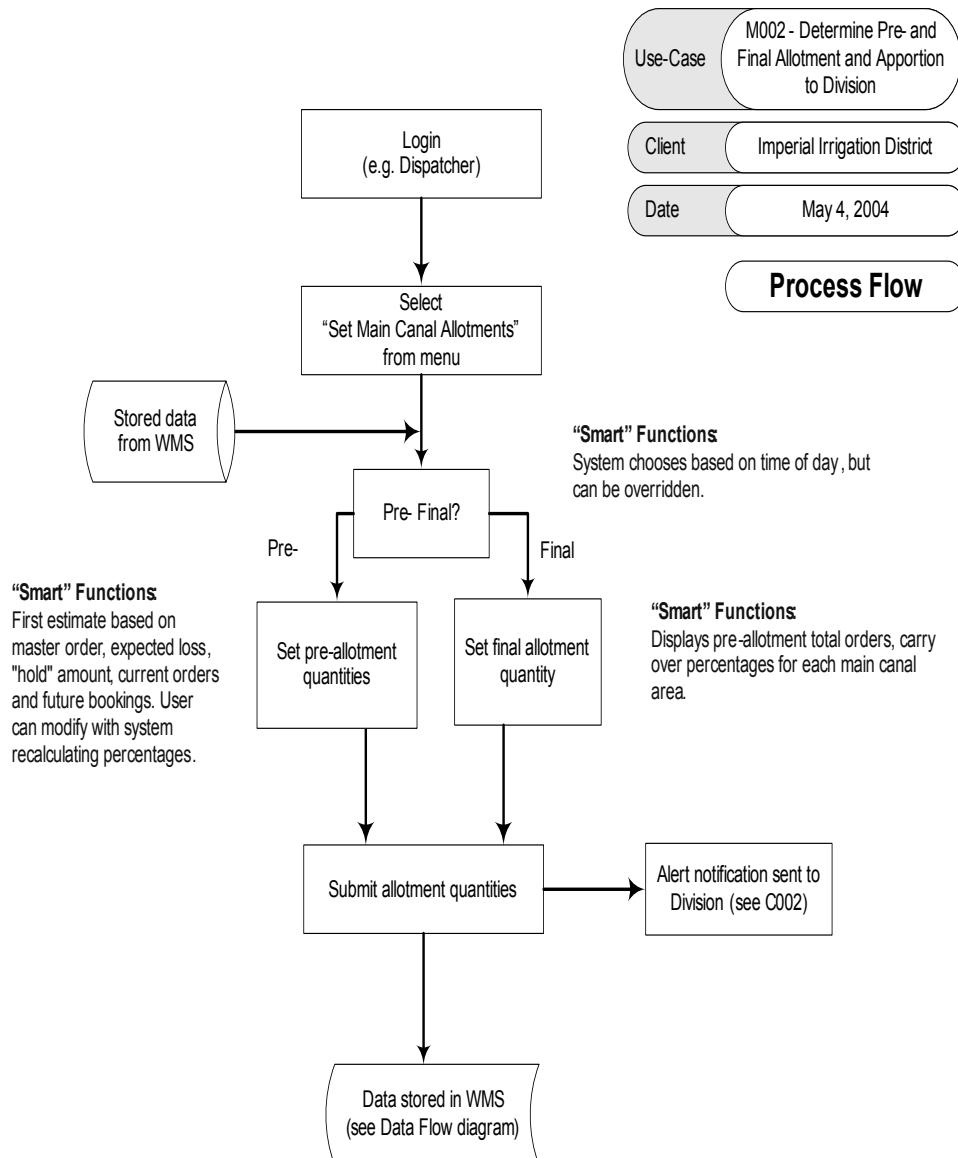 Use-Case
M002 - Determine Pre- and
Final Allotment and Apportion
to Division
Client
Imperial Irrigation District
Date
May 4, 2004
Process Flow
Login
(e.g. Dispatcher)
Select
“Set Main Canal Allotments”
from menu
Stored data
from WMS
“Smart” Functions:
System chooses based on time of day , but
can be overridden.
Pre- Final?
Pre-
Final
“Smart” Functions:
First estimate based on
master order, expected loss,
"hold" amount, current orders
and future bookings. User
can modify with system
recalculating percentages.
Set pre-allotment
quantities
Set final allotment
quantity
“Smart” Functions:
Displays pre-allotment total orders, carry
over percentages for each main canal
area.
Submit allotment quantities
Alert notification sent to
Division (see C002)
Data stored in WMS
(see Data Flow diagram)